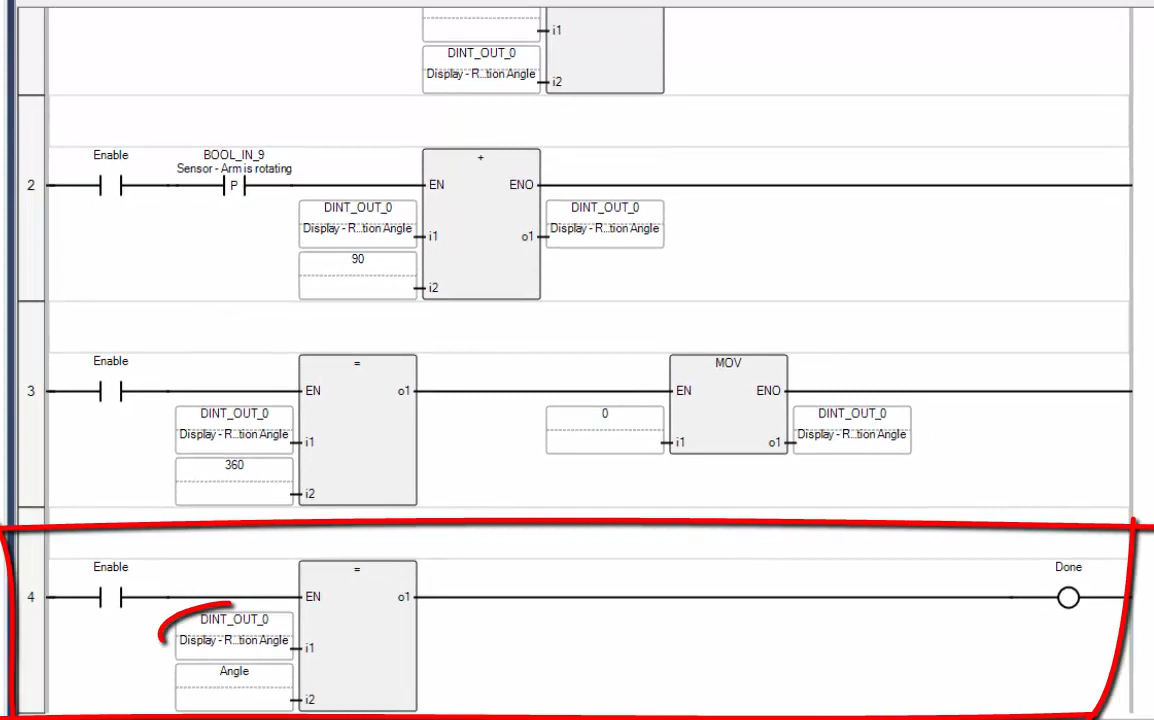 i1
DINT_OUT_0
Display - R...tion Angle
i2
2
Enable
BOOL_IN_9
Sensor - Arm is rotating
P
+
EN
ENO
DINT_OUT_0
Display - R...tion Angle
i1
90
i2
o1
DINT_OUT_0
Display - R...tion Angle
3
Enable
=
EN
o1
DINT_OUT_0
Display - R...tion Angle
i1
360
i2
MOV
EN
ENO
0
i1
o1
DINT_OUT_0
Display - R...tion Angle
4
Enable
=
EN
o1
DINT_OUT_0
Display - R...tion Angle
i1
Angle
i2
Done